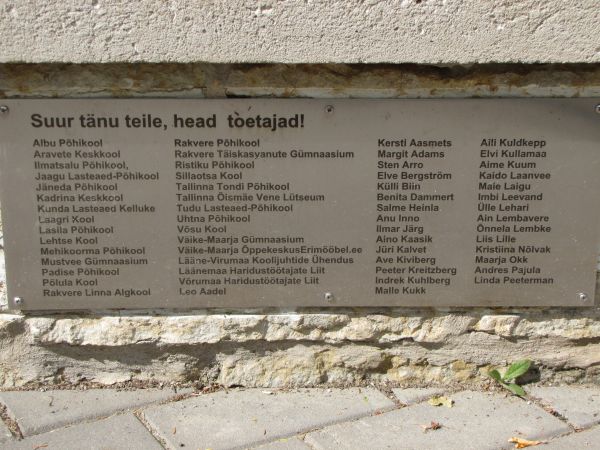 Suur tänu teile, head toetajad!
Albu Põhikool
Aravete Keskkool
Ilmatsalu Põhikool,
Jaagu Lasteaed-Põhikool
Jäneda Põhikool
Kadrina Keskkool
Kunda Lasteaed Kelluke
Laagri Kool
Lasila Põhikool
Lehtse Kool
Mehikoorma Põhikool
Mustvee Gümnaasium
Padise Põhikool
Põlula Kool
Rakvere Linna Algkool
Rakvere Põhikool
Rakvere Täiskasvanute Gümnaasium
Ristiku Põhikool
Sillaotsa Kool
Tallinna Tondi Põhikool
Tallinna Õismäe Vene Lütseum
Tudu Lasteaed-Põhikool
Uhtna Põhikool
Võsu Kool
Väike-Maarja Gümnaasium
Väike-Maarja ÕppekeskusErimööbel.ee
Lääne-Virumaa Koolijuhtide Ühendus
Läänemaa Haridustöötajate Liit
Võrumaa Haridustöötajate Liit
Leo Aadel
Kersti Aasmets
Margit Adams
Sten Arro
Elve Bergström
Külli Biin
Benita Dammert
Salme Heinla
Anu Inno
Ilmar Järg
Aino Kaasik
Jüri Kalvet
Ave Kiviberg
Peeter Kreitzberg
Indrek Kuhlberg
Malle Kukk
Aili Kuldkepp
Elvi Kullamaa
Aime Kuum
Kaido Laanvee
Maie Laigu
Imbi Leevand
Ülle Lehari
Ain Lembavere
Õnnela Lembke
Liis Lille
Kristiina Nõlvak
Maarja Okk
Andres Pajula
Linda Peeterman